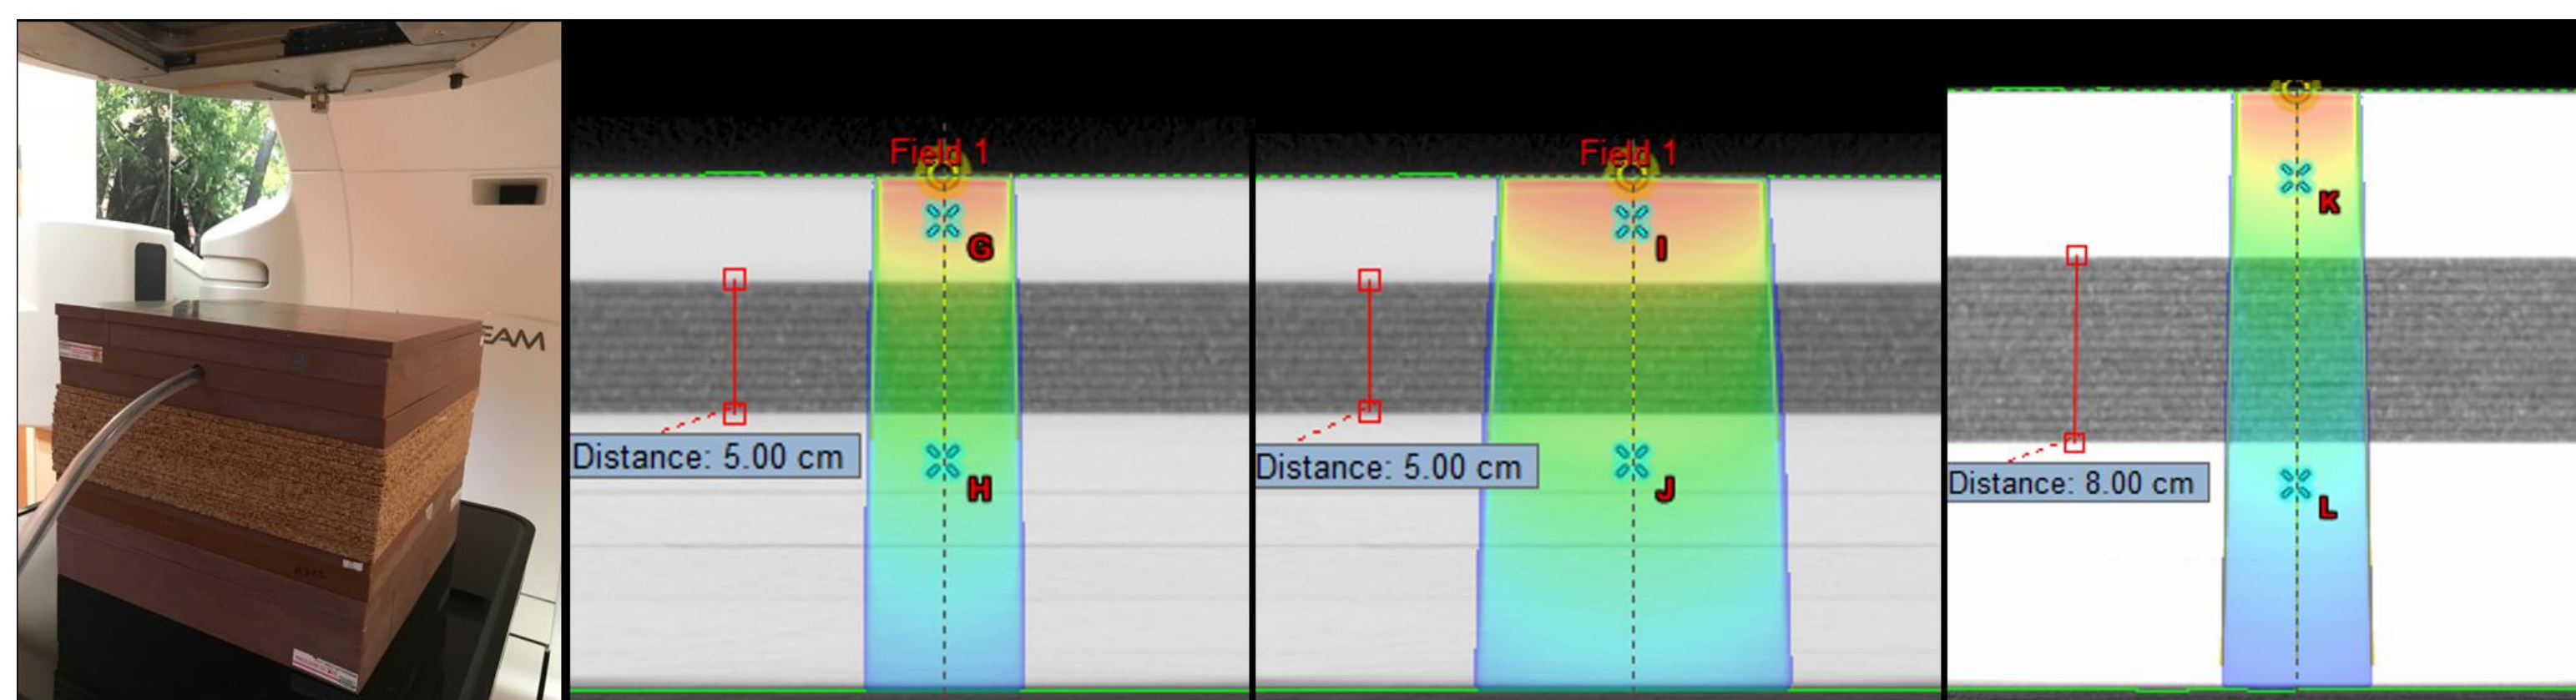 EAM
Field 1
G
Distance: 5.00 cm
H
Field 1
I
Distance: 5.00 cm
J
K
Distance: 8.00 cm
L